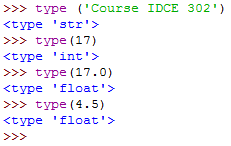 >>> type ('Course IDCE 302')
<type 'str'>
>>> type(17)
<type 'int'>
>>> type(17.0)
<type 'float'>
>>> type(4.5)
<type 'float'>
>>>